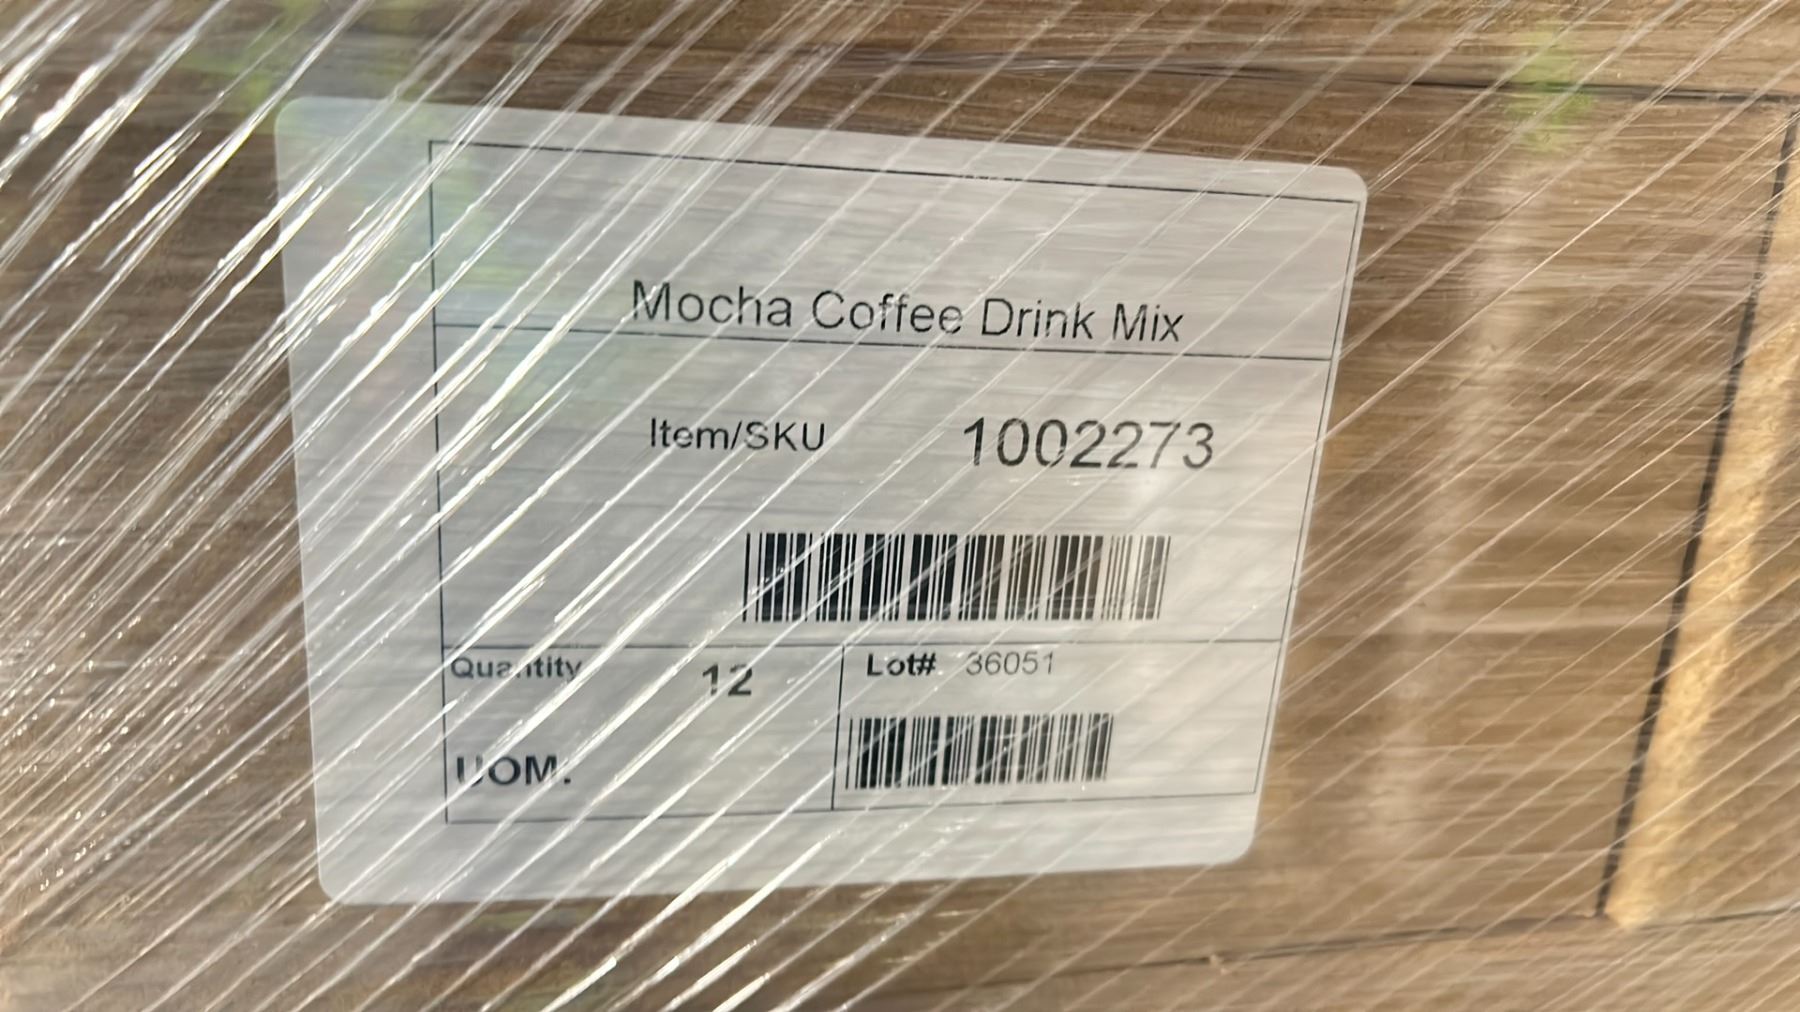 Mocha Coffee Drink Mix
Item/SKU 1002273
Quantity 12
Lot# 36051
UOM.